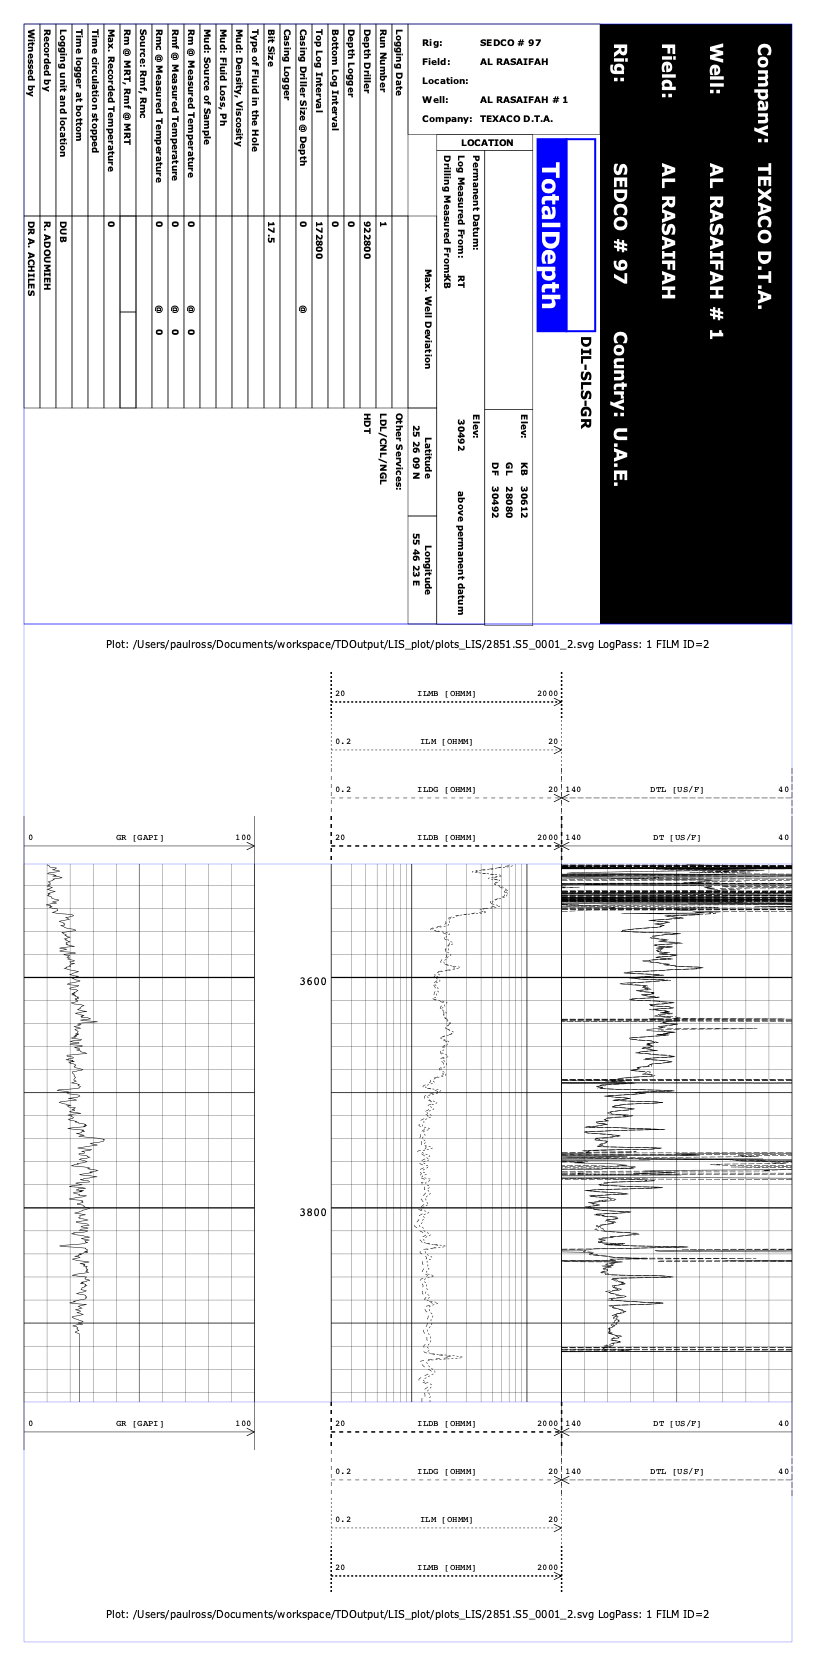 Company: TEXACO D.T.A.
Well: AL RASAIFAH # 1
Field: AL RASAIFAH
Rig: SEDCO # 97 Country: U.A.E.
TotalDepth
DIL-SLS-GR
Rig: SEDCO # 97
Field: AL RASAIFAH
Location:
Well: AL RASAIFAH # 1
Company: TEXACO D.T.A.
LOCATION
Elev: KB 30612
GL 28080
DF 30492
Permanent Datum: Elev:
Log Measured From: RT 30492 above permanent datum
Drilling Measured From:KB
Max. Well Deviation
Latitude
25 26 09 N
Longitude
55 46 23 E
Logging Date
Run Number 1
Depth Driller 922800
Depth Logger 0
Bottom Log Interval 0
Top Log Interval 172800
Casing Driller Size @ Depth 0 @
Casing Logger
Bit Size 17.5
Type of Fluid in the Hole
Mud: Density, Viscosity
Mud: Fluid Loss, Ph
Mud: Source of Sample
Rm @ Measured Temperature 0 @ 0
Rmf @ Measured Temperature 0 @ 0
Rmc @ Measured Temperature 0 @ 0
Source: Rmf, Rmc
Rm @ MRT, Rmf @ MRT
Max. Recorded Temperature 0
Time circulation stopped
Time logger at bottom
Logging unit and location DUB
Recorded by R. ADOUMIEH
Witnessed by DR A. ACHILES
Other Services:
LDL/CNL/NGL
HDT
Plot: /Users/paulross/Documents/workspace/TDOutput/LIS_plot/plots_LIS/2851.S5_0001_2.svg LogPass: 1 FILM ID=2
20 ILMB [OHMM] 2000
0.2 ILM [OHMM] 20
0.2 ILDG [OHMM] 20 140 DTL [US/F] 40
0 GR [GAPI] 100 20 ILDB [OHMM] 2000 140 DT [US/F] 40
3600
3800
0 GR [GAPI] 100 20 ILDB [OHMM] 2000 140 DT [US/F] 40
0.2 ILDG [OHMM] 20 140 DTL [US/F] 40
0.2 ILM [OHMM] 20
20 ILMB [OHMM] 2000
Plot: /Users/paulross/Documents/workspace/TDOutput/LIS_plot/plots_LIS/2851.S5_0001_2.svg LogPass: 1 FILM ID=2